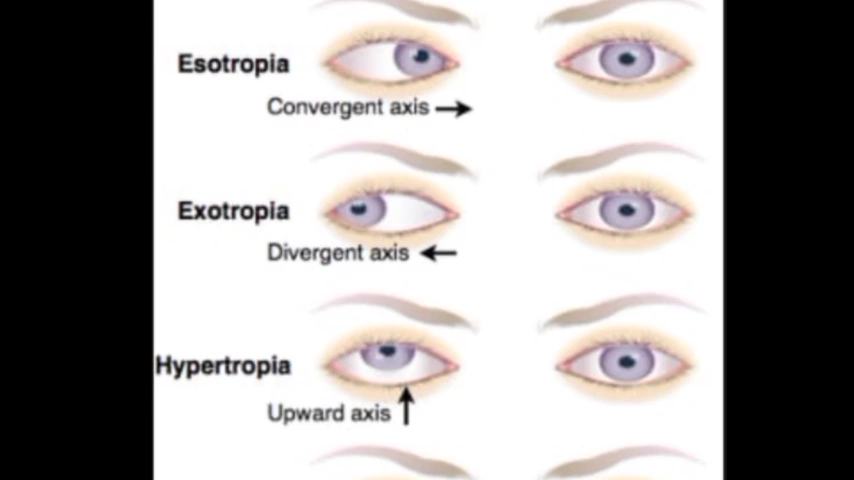 Esotropia
Convergent axis
Exotropia
Divergent axis
Hypertropia
Upward axis